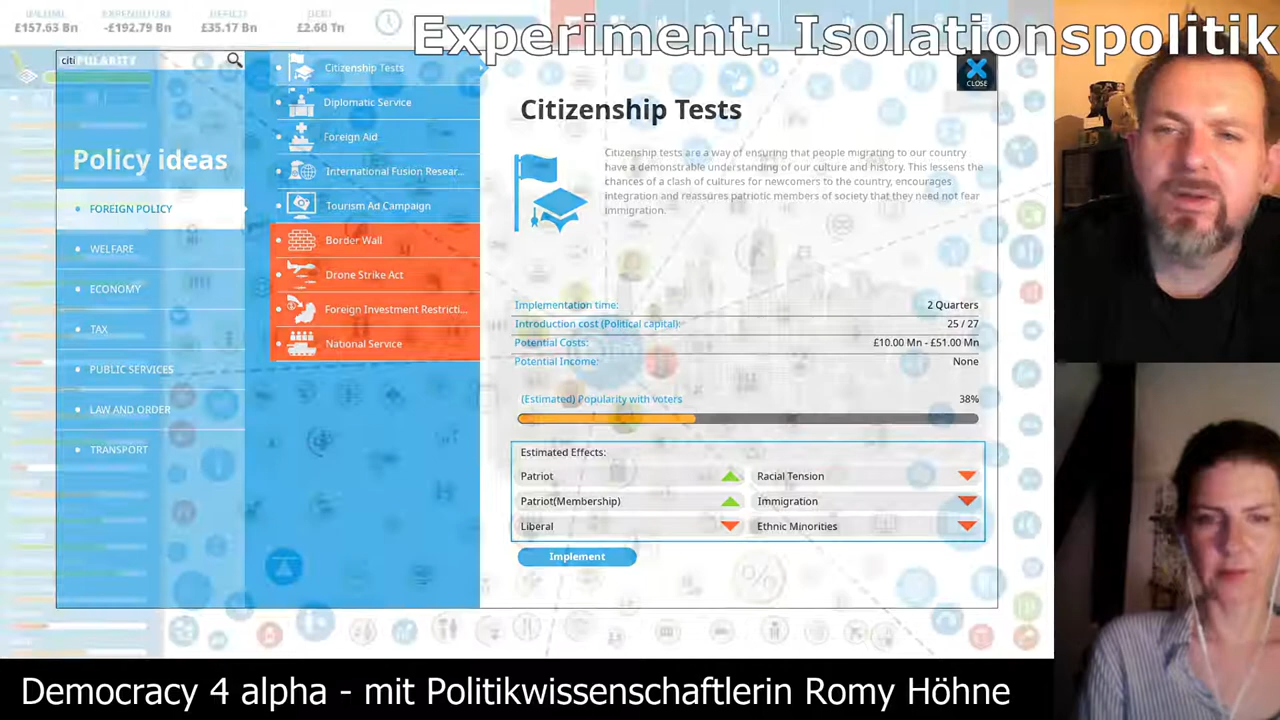 Experiment: Isolationspolitik
EXPENDITURE
DEFICIT
DEBT
£157.63 Bn
-£192.79 Bn
£35.17 Bn
£2.60 Tn
citi
PULARITY
Policy ideas
FOREIGN POLICY
WELFARE
ECONOMY
TAX
PUBLIC SERVICES
LAW AND ORDER
TRANSPORT
Citizenship Tests
Diplomatic Service
Foreign Aid
International Fusion Resear...
Tourism Ad Campaign
Border Wall
Drone Strike Act
Foreign Investment Restricti...
National Service
CLOSE
Citizenship Tests
Citizenship tests are a way of ensuring that people migrating to our country
have a demonstrable understanding of our culture and history. This lessens the
chances of a clash of cultures for newcomers to the country, encourages
integration and reassures patriotic members of society that they need not fear
immigration.
Implementation time: 2 Quarters
Introduction cost (Political capital): 25 / 27
Potential Costs: £10.00 Mn - £51.00 Mn
Potential Income: None
(Estimated) Popularity with voters 38%
Estimated Effects:
Patriot Racial Tension
Patriot(Membership) Immigration
Liberal Ethnic Minorities
Implement
Democracy 4 alpha - mit Politikwissenschaftlerin Romy Höhne